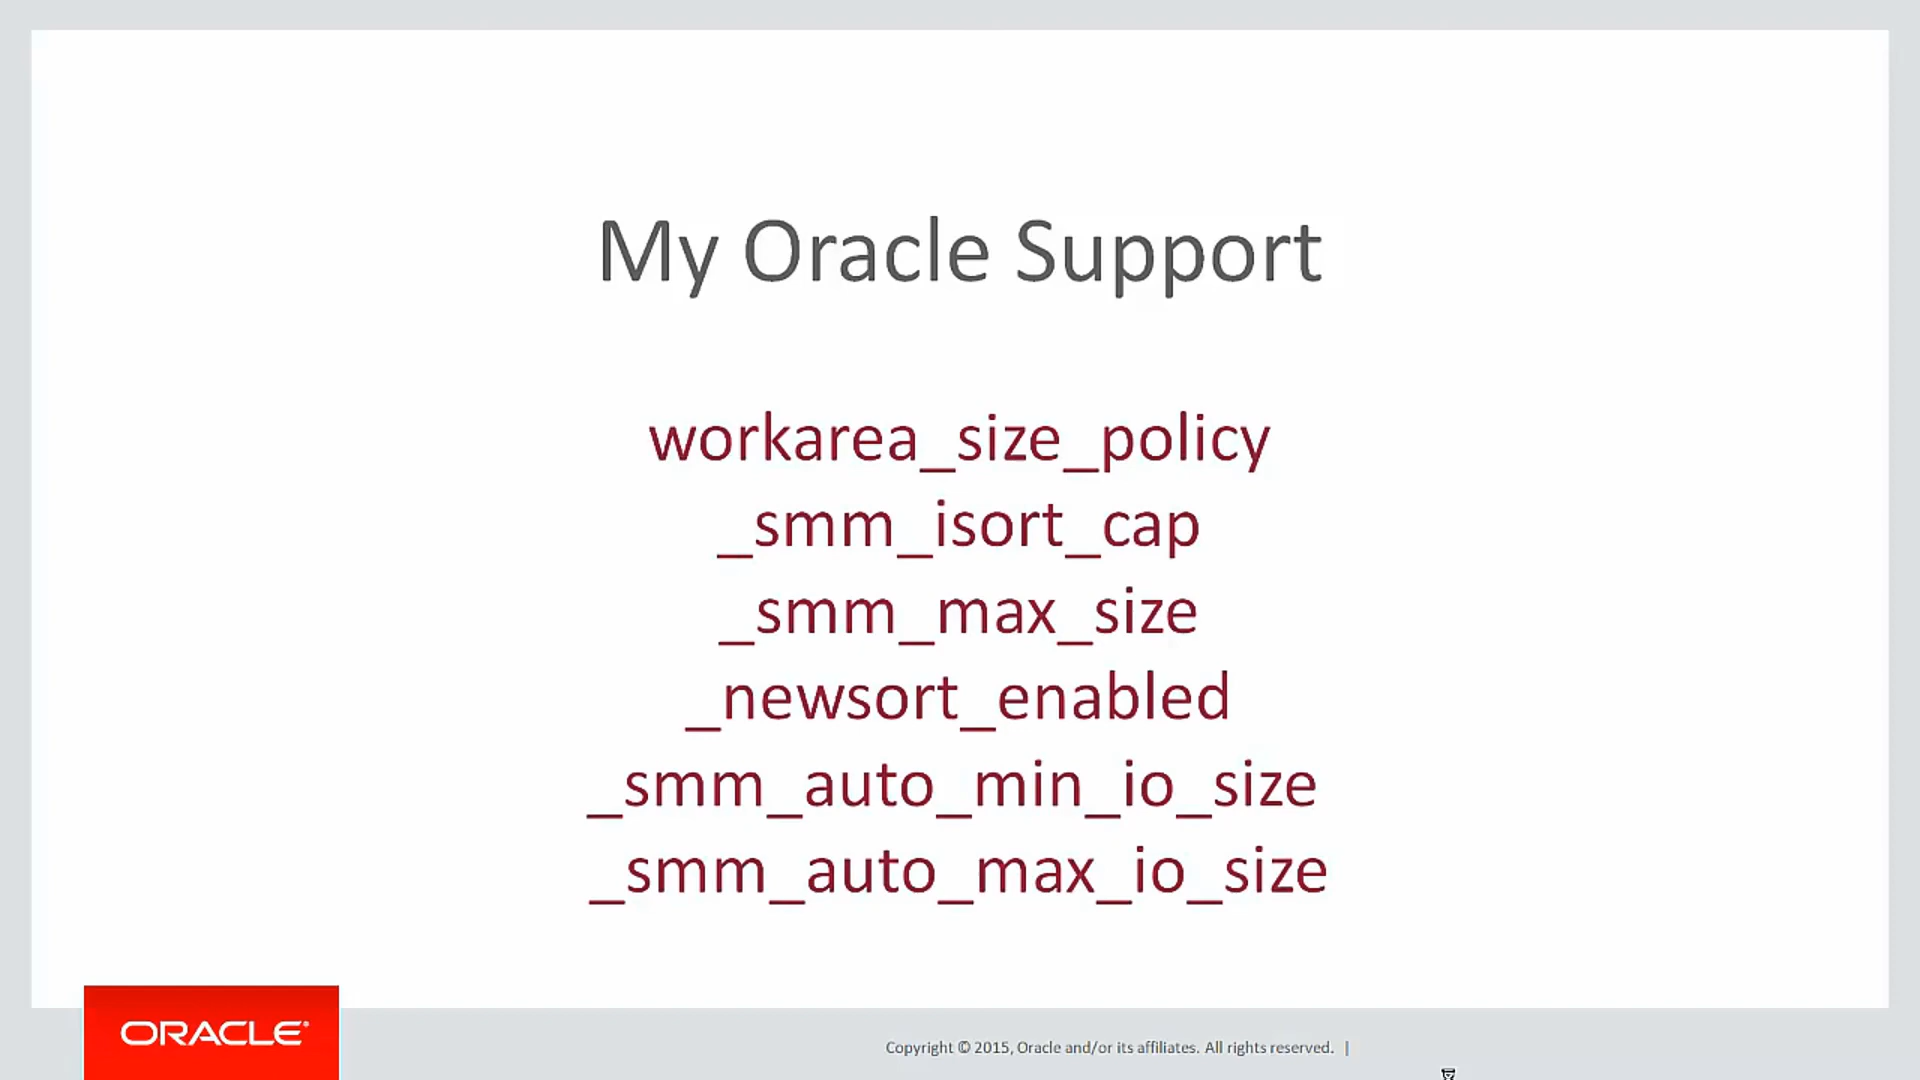 My Oracle Support
workarea_size_policy
_smm_isort_cap
_smm_max_size
_newsort_enabled
_smm_auto_min_io_size
_smm_auto_max_io_size
ORACLE®
Copyright © 2015, Oracle and/or its affiliates. All rights reserved. |